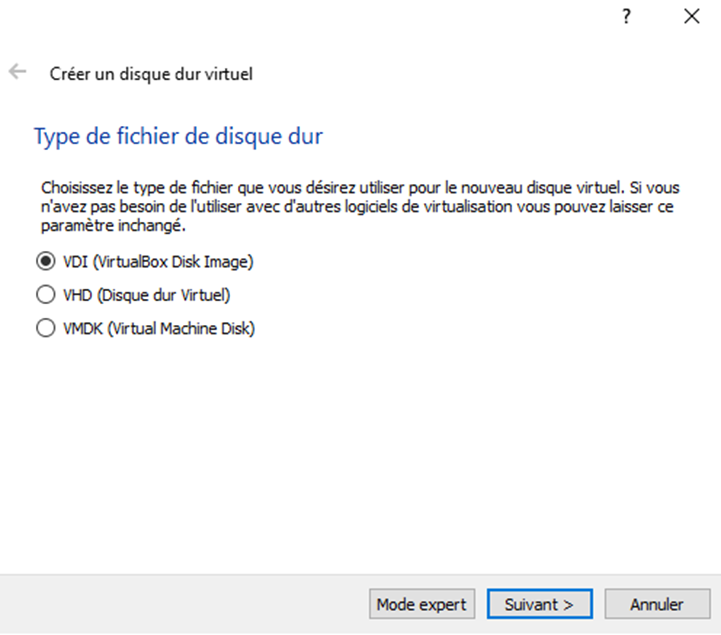 ?
Créer un disque dur virtuel
Type de fichier de disque dur
Choisissez le type de fichier que vous désirez utiliser pour le nouveau disque virtuel. Si vous
n'avez pas besoin de l'utiliser avec d'autres logiciels de virtualisation vous pouvez laisser ce
paramètre inchangé.
VDI (VirtualBox Disk Image)
VHD (Disque dur Virtuel)
VMDK (Virtual Machine Disk)
Mode expert Suivant > Annuler